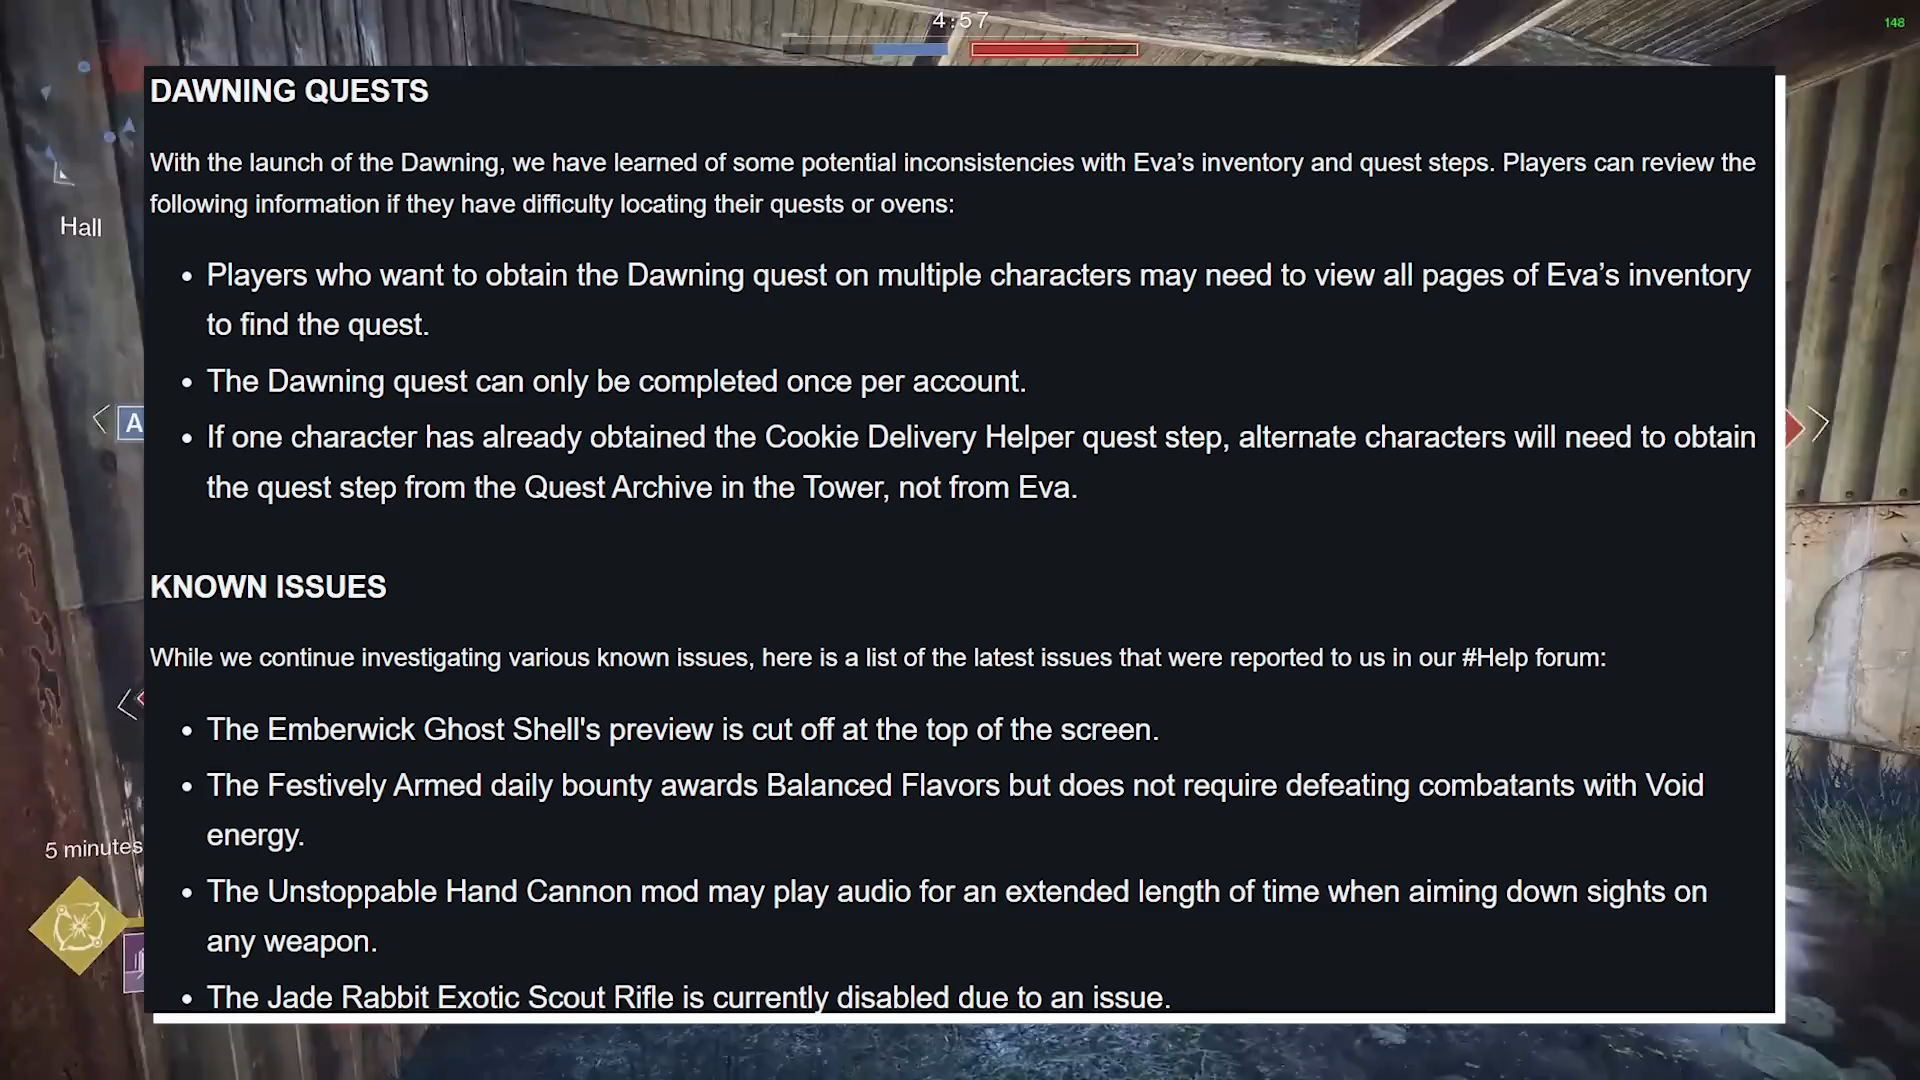 4:57
148
DAWNING QUESTS
With the launch of the Dawning, we have learned of some potential inconsistencies with Eva’s inventory and quest steps. Players can review the
following information if they have difficulty locating their quests or ovens:
Hall
• Players who want to obtain the Dawning quest on multiple characters may need to view all pages of Eva’s inventory
to find the quest.
• The Dawning quest can only be completed once per account.
A
• If one character has already obtained the Cookie Delivery Helper quest step, alternate characters will need to obtain
the quest step from the Quest Archive in the Tower, not from Eva.
KNOWN ISSUES
While we continue investigating various known issues, here is a list of the latest issues that were reported to us in our #Help forum:
• The Emberwick Ghost Shell's preview is cut off at the top of the screen.
• The Festively Armed daily bounty awards Balanced Flavors but does not require defeating combatants with Void
energy.
5 minutes
• The Unstoppable Hand Cannon mod may play audio for an extended length of time when aiming down sights on
any weapon.
• The Jade Rabbit Exotic Scout Rifle is currently disabled due to an issue.